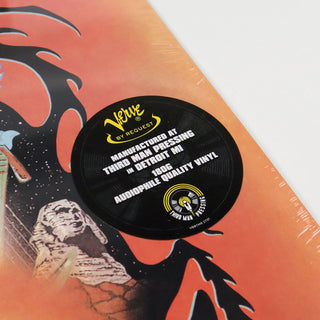 Verve
BY REQUEST
MANUFACTURED AT
THIRD MAN PRESSING
IN DETROIT MI
180G
AUDIOPHILE QUALITY VINYL
THIRD MAN PRESSING